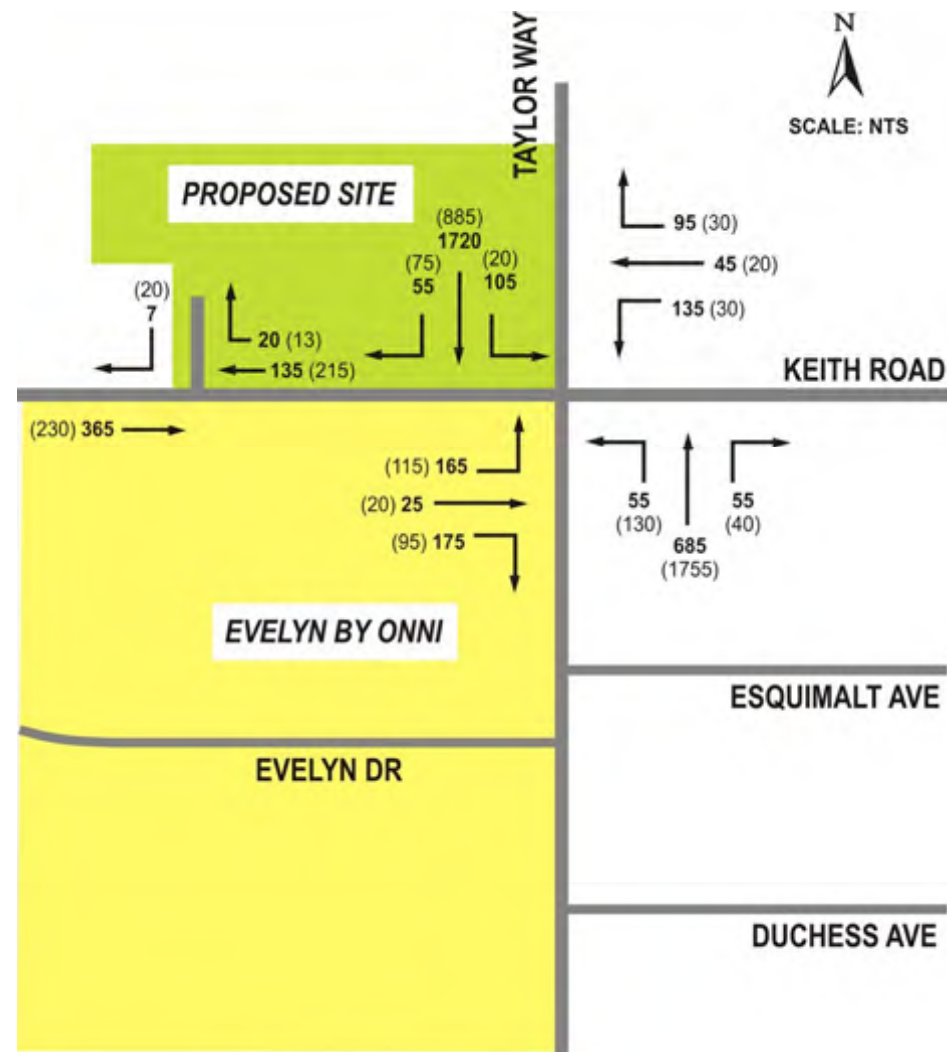 TAYLOR WAY
N
SCALE: NTS
PROPOSED SITE
(885)
1720
(75)
55
(20)
105
95 (30)
45 (20)
135 (30)
(20)
7
20 (13)
135 (215)
KEITH ROAD
(230) 365
(115) 165
(20) 25
(95) 175
55
(130)
685
(1755)
55
(40)
EVELYN BY ONNI
ESQUIMALT AVE
EVELYN DR
DUCHESS AVE